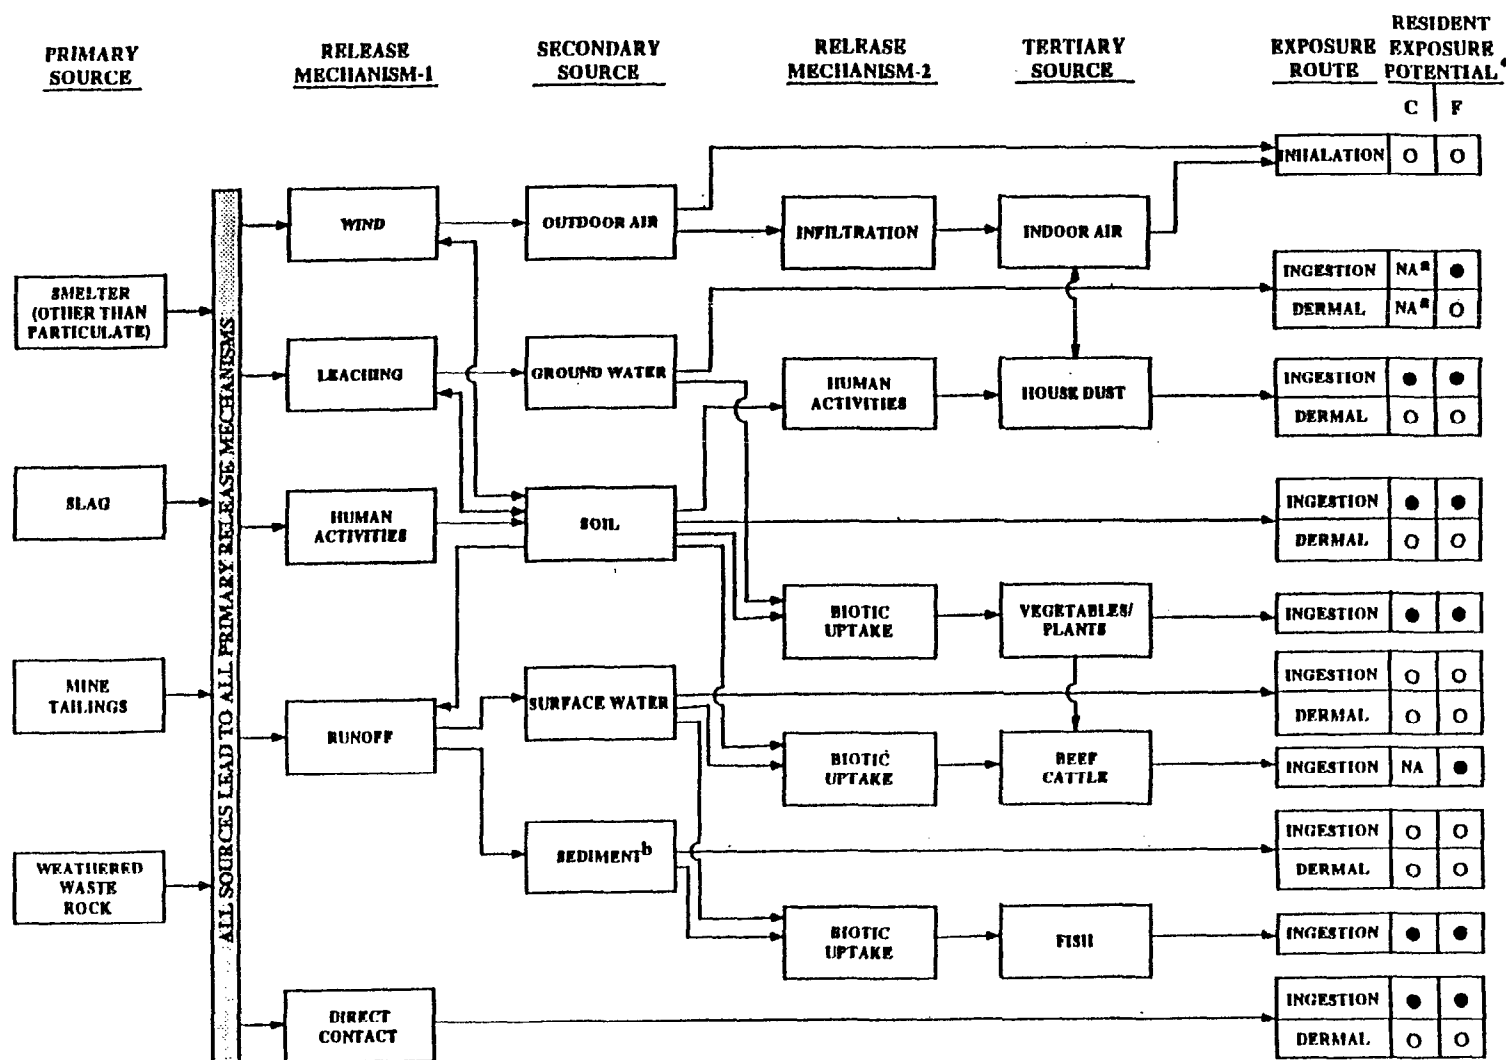 PRIMARY
SOURCE
RELEASE
MECHANISM-1
SECONDARY
SOURCE
RELEASE
MECHANISM-2
TERTIARY
SOURCE
EXPOSURE
ROUTE
RESIDENT
EXPOSURE
POTENTIAL
C F
INHALATION O O
WIND
OUTDOOR AIR
INFILTRATION
INDOOR AIR
SMELTER
(OTHER THAN
PARTICULATE)
INGESTION NAª ●
DERMAL NAª O
LEACHING
GROUND WATER
HUMAN
ACTIVITIES
HOUSE DUST
INGESTION ● ●
DERMAL O O
ALL SOURCES LEAD TO ALL PRIMARY RELEASE MECHANISMS
SLAG
HUMAN
ACTIVITIES
SOIL
INGESTION ● ●
DERMAL O O
BIOTIC
UPTAKE
VEGETABLES/
PLANTS
INGESTION ● ●
MINE
TAILINGS
RUNOFF
SURFACE WATER
INGESTION O O
DERMAL O O
BIOTIC
UPTAKE
BEEF
CATTLE
INGESTION NA ●
WEATHERED
WASTE
ROCK
SEDIMENTᵇ
INGESTION O O
DERMAL O O
BIOTIC
UPTAKE
FISH
INGESTION ● ●
DIRECT
CONTACT
INGESTION ● ●
DERMAL O O